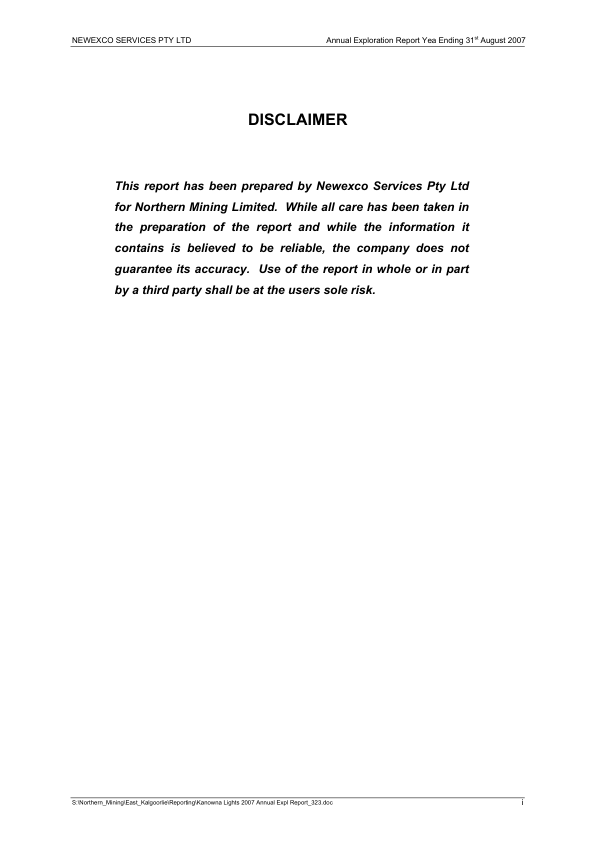 NEWEXCO SERVICES PTY LTD Annual Exploration Report Yea Ending 31st August 2007
DISCLAIMER
This report has been prepared by Newexco Services Pty Ltd
for Northern Mining Limited. While all care has been taken in
the preparation of the report and while the information it
contains is believed to be reliable, the company does not
guarantee its accuracy. Use of the report in whole or in part
by a third party shall be at the users sole risk.
S:\Northern_Mining\East_Kalgoorlie\Reporting\Kanowna Lights 2007 Annual Expl Report_323.doc i